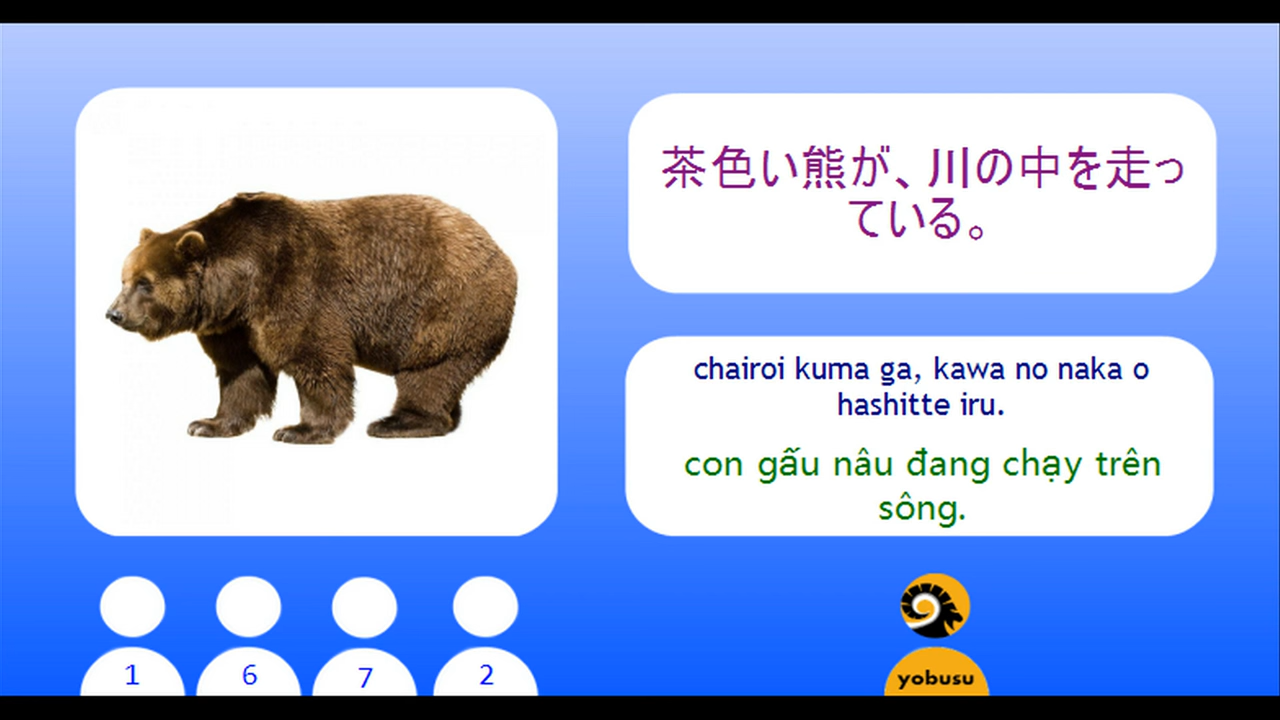 茶色い熊が、川の中を走っ
ている。
chairoi kuma ga, kawa no naka o
hashitte iru.
con gấu nâu đang chạy trên
sông.
1 6 7 2
yobusu